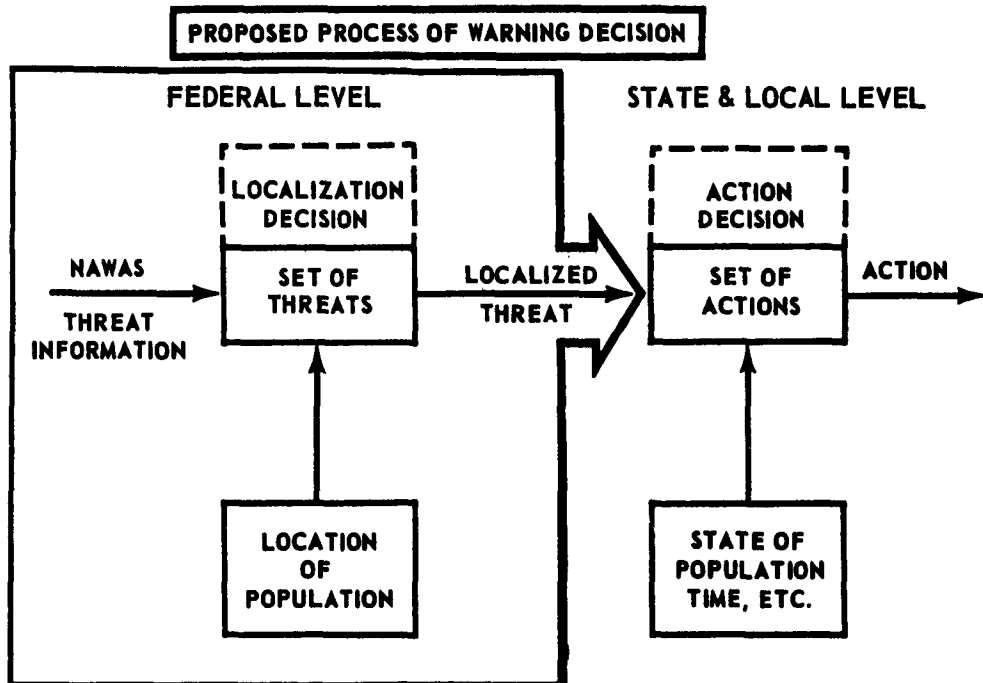 PROPOSED PROCESS OF WARNING DECISION
FEDERAL LEVEL
STATE & LOCAL LEVEL
LOCALIZATION
DECISION
ACTION
DECISION
NAWAS
THREAT
INFORMATION
SET OF
THREATS
LOCALIZED
THREAT
SET OF
ACTIONS
ACTION
LOCATION
OF
POPULATION
STATE OF
POPULATION
TIME, ETC.